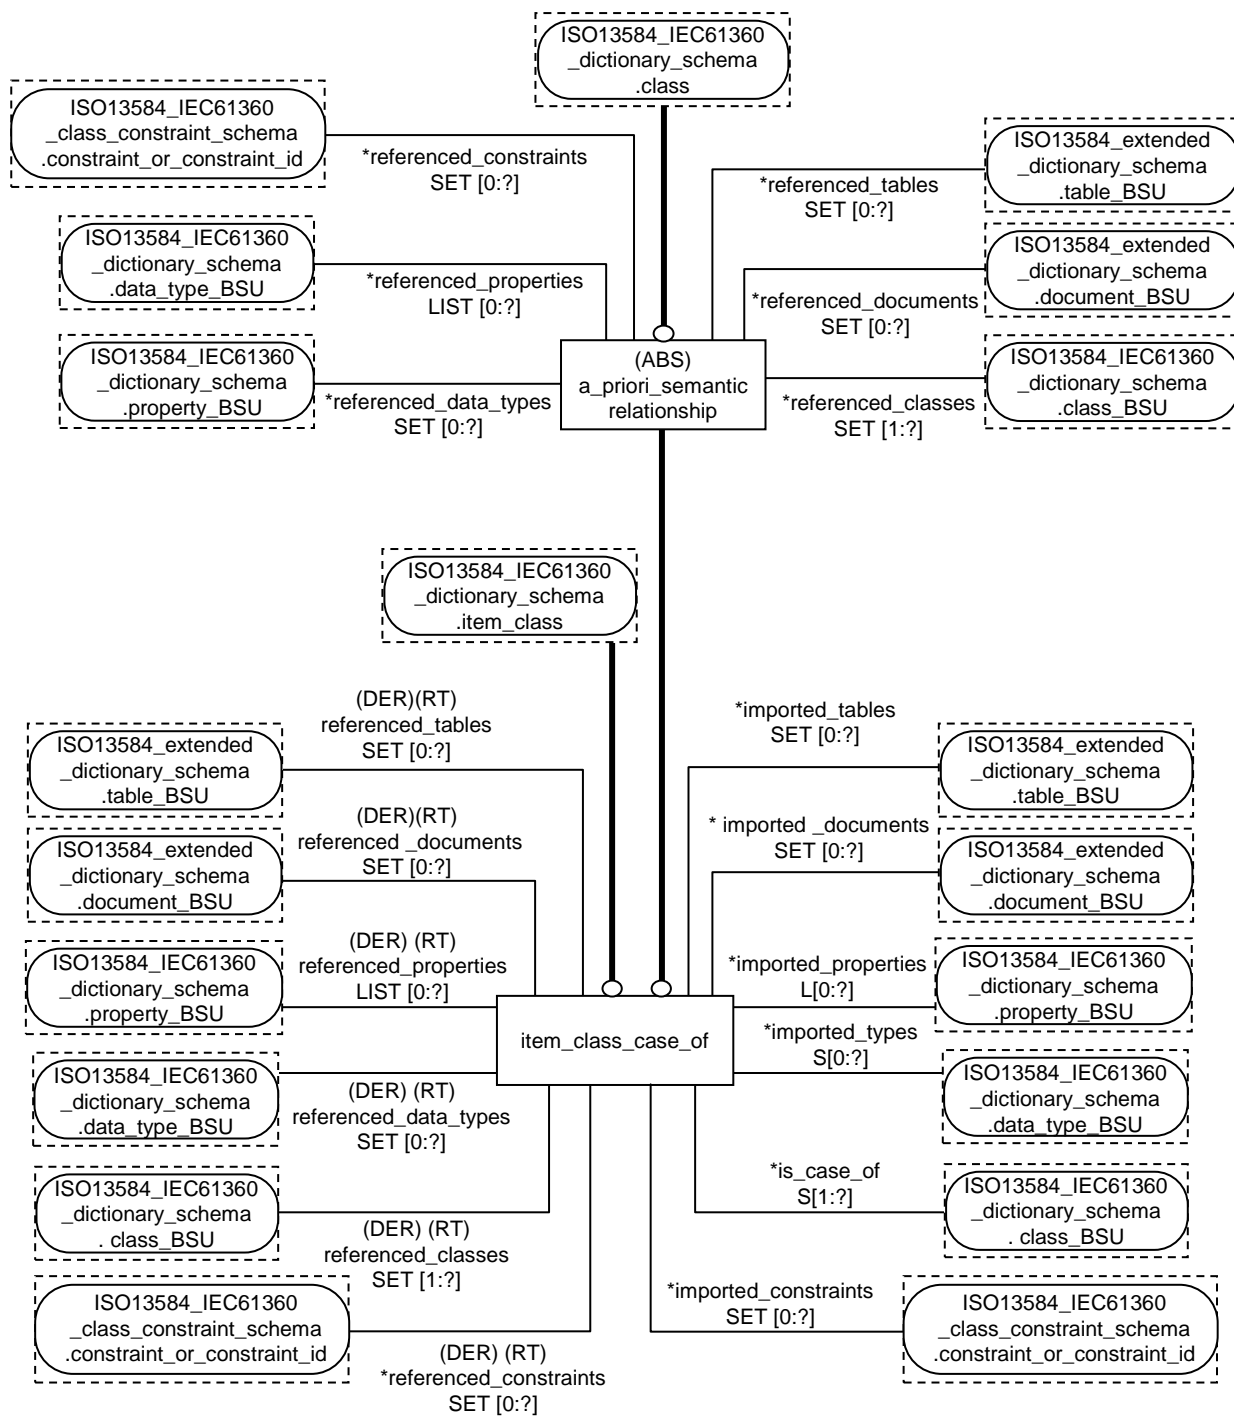 ISO13584_IEC61360
_dictionary_schema
.class
ISO13584_IEC61360
_class_constraint_schema
.constraint_or_constraint_id
*referenced_constraints
SET [0:?]
ISO13584_extended
_dictionary_schema
.table_BSU
*referenced_tables
SET [0:?]
ISO13584_IEC61360
_dictionary_schema
.data_type_BSU
*referenced_properties
LIST [0:?]
ISO13584_extended
_dictionary_schema
.document_BSU
*referenced_documents
SET [0:?]
ISO13584_IEC61360
_dictionary_schema
.property_BSU
*referenced_data_types
SET [0:?]
(ABS)
a_priori_semantic
relationship
ISO13584_IEC61360
_dictionary_schema
.class_BSU
*referenced_classes
SET [1:?]
ISO13584_IEC61360
_dictionary_schema
.item_class
(DER)(RT)
referenced_tables
SET [0:?]
ISO13584_extended
_dictionary_schema
.table_BSU
*imported_tables
SET [0:?]
ISO13584_extended
_dictionary_schema
.table_BSU
(DER)(RT)
referenced _documents
SET [0:?]
ISO13584_extended
_dictionary_schema
.document_BSU
* imported _documents
SET [0:?]
ISO13584_extended
_dictionary_schema
.document_BSU
(DER) (RT)
referenced_properties
LIST [0:?]
ISO13584_IEC61360
_dictionary_schema
.property_BSU
*imported_properties
L[0:?]
ISO13584_IEC61360
_dictionary_schema
.property_BSU
item_class_case_of
*imported_types
S[0:?]
ISO13584_IEC61360
_dictionary_schema
.data_type_BSU
(DER) (RT)
referenced_data_types
SET [0:?]
ISO13584_IEC61360
_dictionary_schema
.data_type_BSU
ISO13584_IEC61360
_dictionary_schema
. class_BSU
(DER) (RT)
referenced_classes
SET [1:?]
*is_case_of
S[1:?]
ISO13584_IEC61360
_dictionary_schema
. class_BSU
ISO13584_IEC61360
_class_constraint_schema
.constraint_or_constraint_id
(DER) (RT)
*referenced_constraints
SET [0:?]
*imported_constraints
SET [0:?]
ISO13584_IEC61360
_class_constraint_schema
.constraint_or_constraint_id